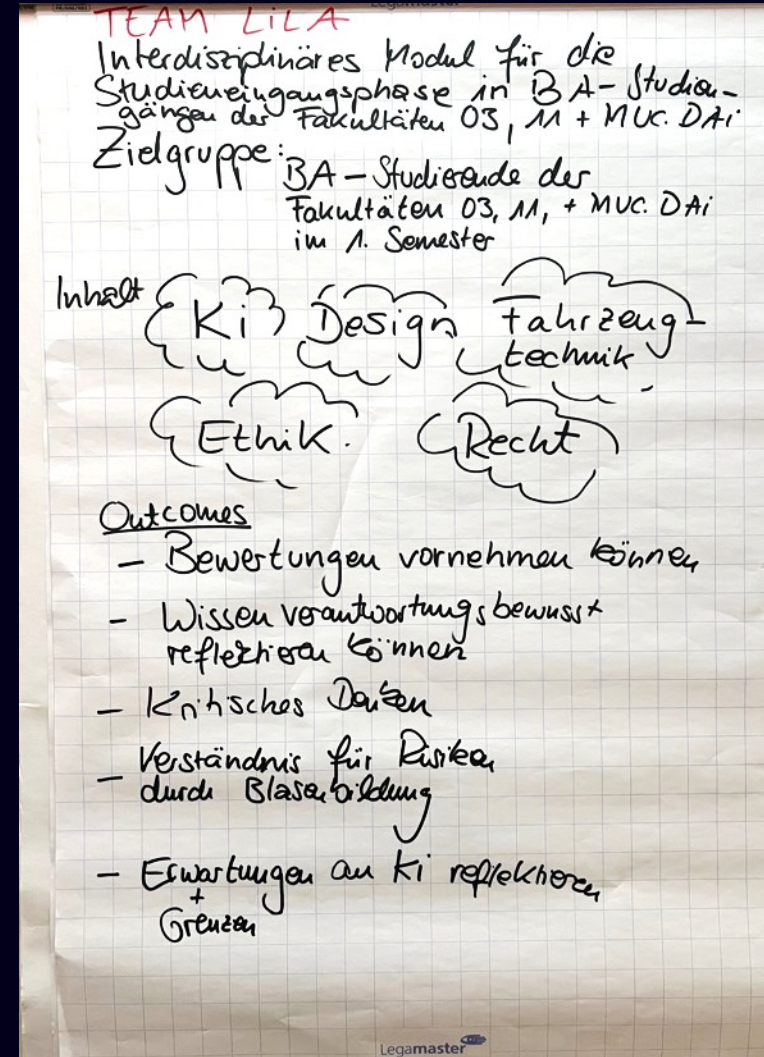 TEAM LiLA
Interdisziplinäres Modul für die
Studieneingangsphase in BA-Studien-
gängen der Fakultäten 03, 11 + MUC. DAi
Zielgruppe:
BA-Studierende der
Fakultäten 03, 11, + MUC. DAi
im 1. Semester
Inhalt
Ki Design Fahrzeug-
technik
Ethik. Recht
Outcomes
- Bewertungen vornehmen können
- Wissen verantwortungsbewusst
reflektieren können
- Kritisches Denken
- Verständnis für Risiken
durch Blasenbildung
- Erwartungen an Ki reflektieren
+
Grenzen
Legamaster